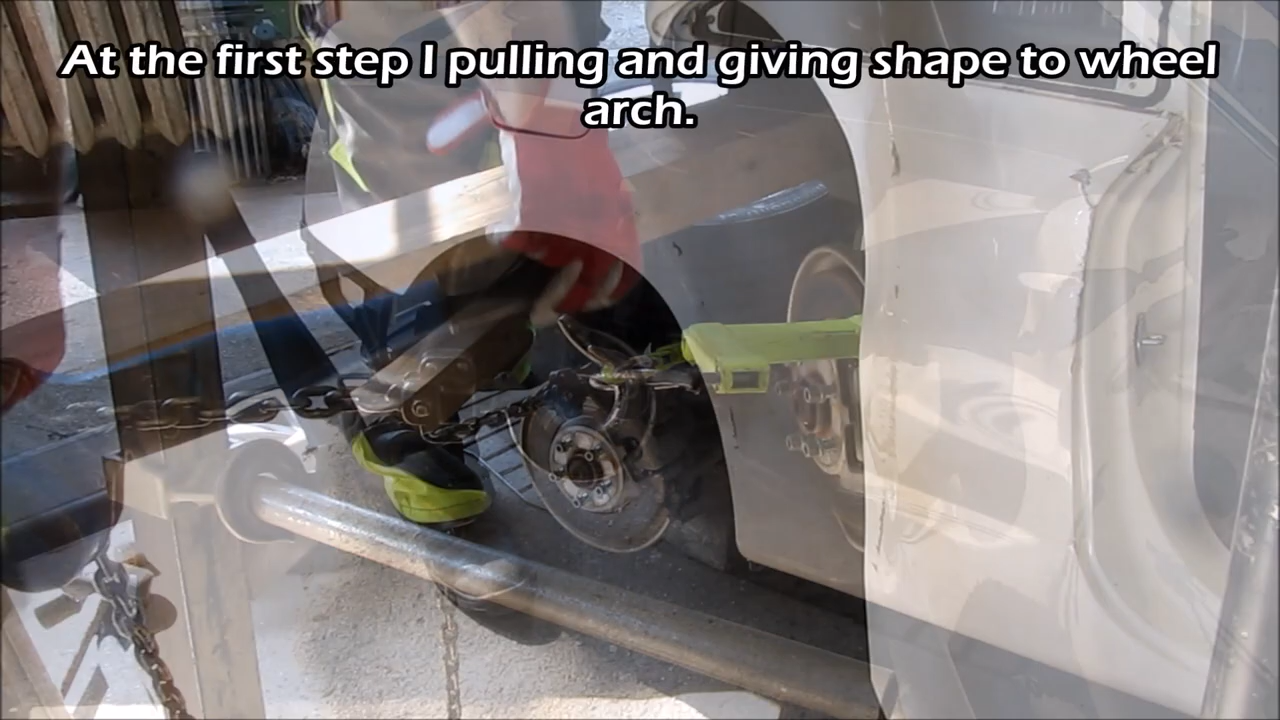 At the first step I pulling and giving shape to wheel
arch.